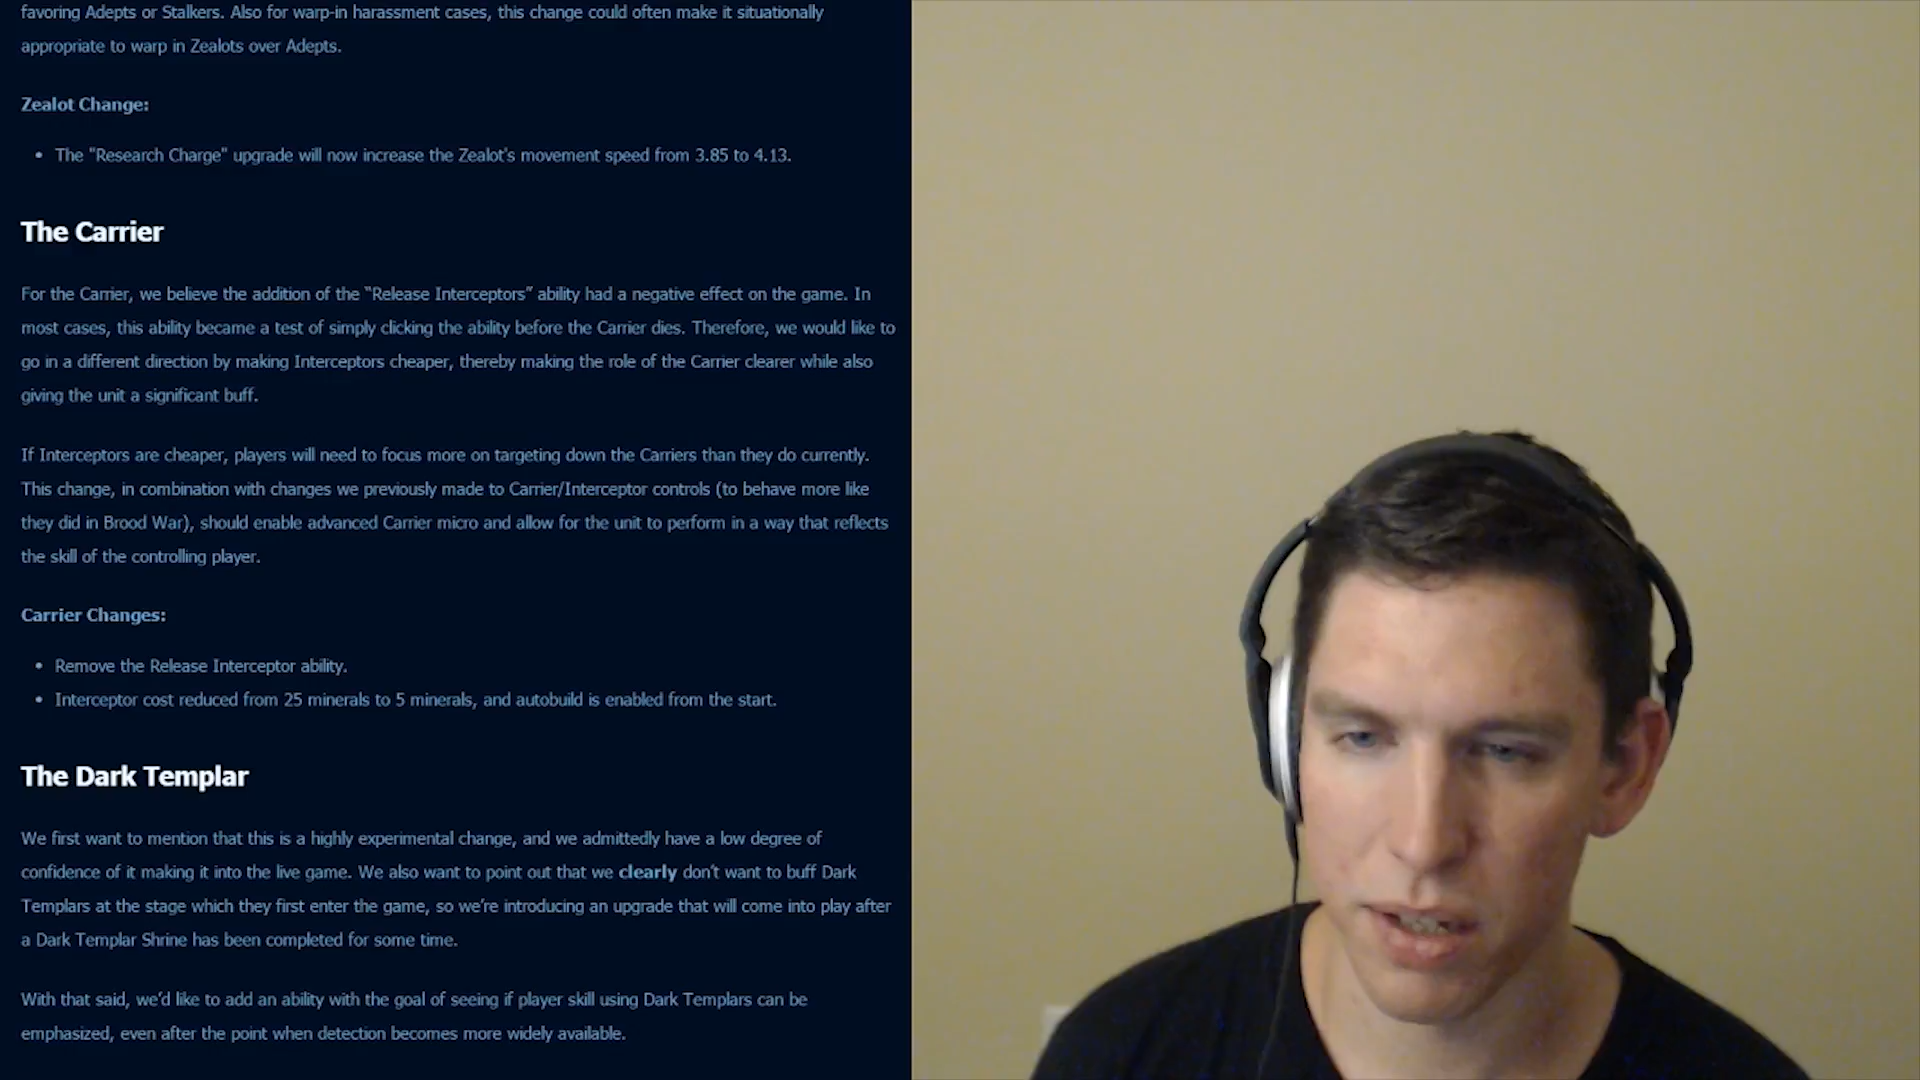 favoring Adepts or Stalkers. Also for warp-in harassment cases, this change could often make it situationally
appropriate to warp in Zealots over Adepts.
Zealot Change:
• The "Research Charge" upgrade will now increase the Zealot's movement speed from 3.85 to 4.13.
The Carrier
For the Carrier, we believe the addition of the “Release Interceptors” ability had a negative effect on the game. In
most cases, this ability became a test of simply clicking the ability before the Carrier dies. Therefore, we would like to
go in a different direction by making Interceptors cheaper, thereby making the role of the Carrier clearer while also
giving the unit a significant buff.
If Interceptors are cheaper, players will need to focus more on targeting down the Carriers than they do currently.
This change, in combination with changes we previously made to Carrier/Interceptor controls (to behave more like
they did in Brood War), should enable advanced Carrier micro and allow for the unit to perform in a way that reflects
the skill of the controlling player.
Carrier Changes:
• Remove the Release Interceptor ability.
• Interceptor cost reduced from 25 minerals to 5 minerals, and autobuild is enabled from the start.
The Dark Templar
We first want to mention that this is a highly experimental change, and we admittedly have a low degree of
confidence of it making it into the live game. We also want to point out that we clearly don’t want to buff Dark
Templars at the stage which they first enter the game, so we’re introducing an upgrade that will come into play after
a Dark Templar Shrine has been completed for some time.
With that said, we’d like to add an ability with the goal of seeing if player skill using Dark Templars can be
emphasized, even after the point when detection becomes more widely available.